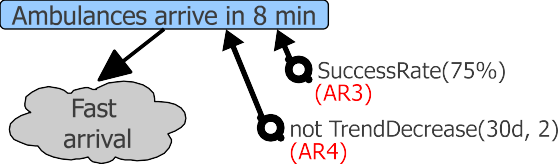 Ambulances arrive in 8 min
Fast
arrival
SuccessRate(75%)
(AR3)
not TrendDecrease(30d, 2)
(AR4)